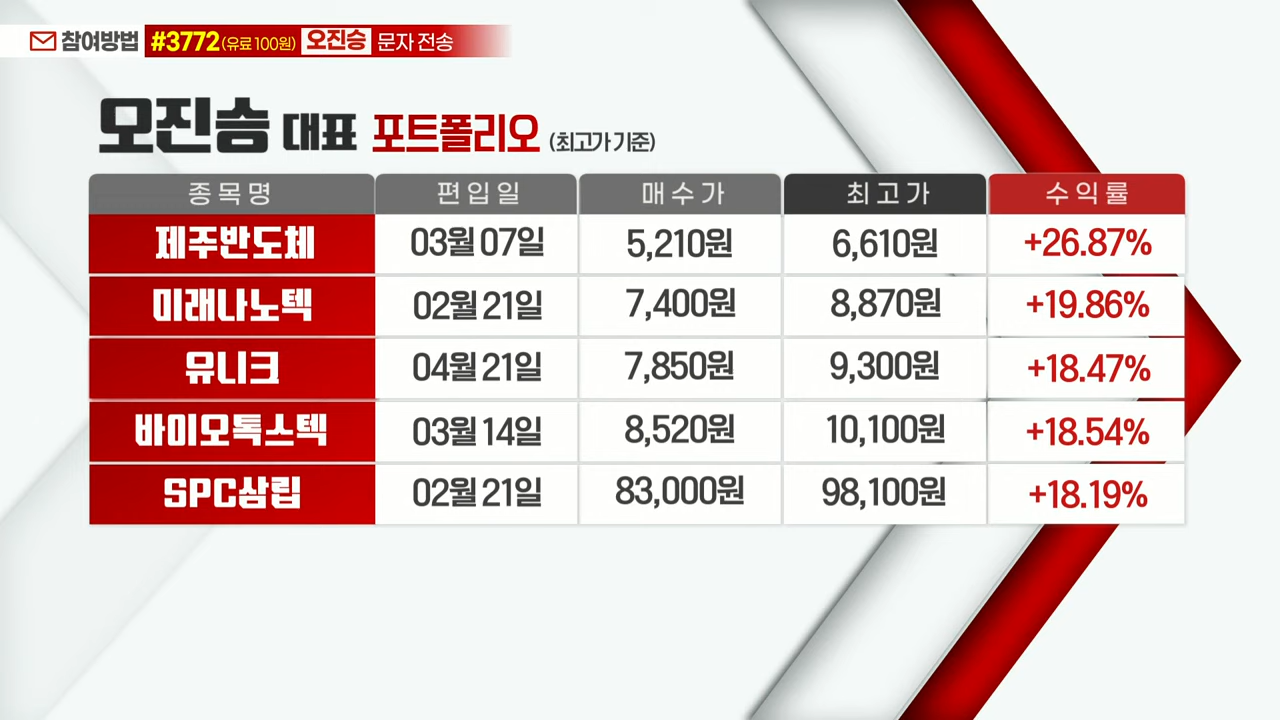 참여방법 #3772(유료 100원) 오진승 문자 전송
오진승 대표 포트폴리오 (최고가 기준)
종목명 편입일 매수가 최고가 수익률
제주반도체 03월 07일 5,210원 6,610원 +26.87%
미래나노텍 02월 21일 7,400원 8,870원 +19.86%
유니크 04월 21일 7,850원 9,300원 +18.47%
바이오톡스텍 03월 14일 8,520원 10,100원 +18.54%
SPC삼립 02월 21일 83,000원 98,100원 +18.19%